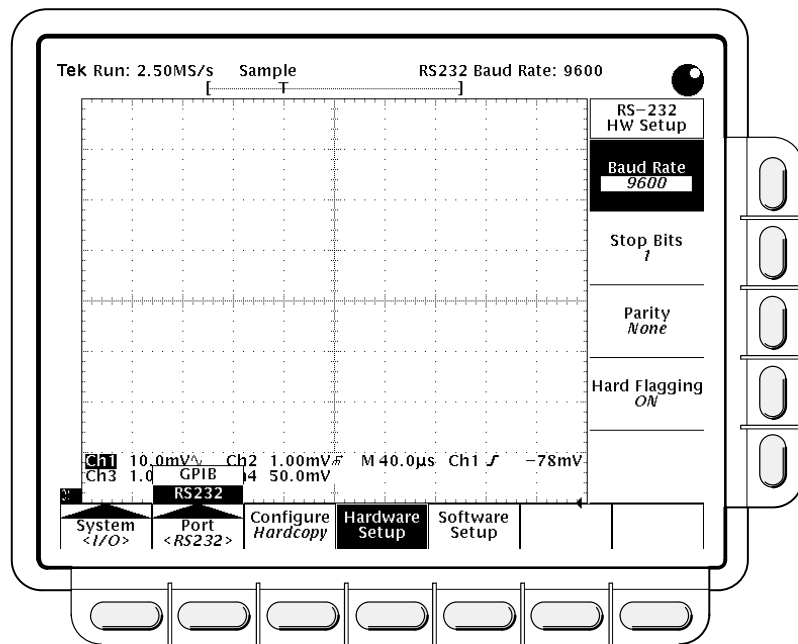 Tek Run: 2.50MS/s Sample RS232 Baud Rate: 9600
T
RS-232
HW Setup
Baud Rate
9600
Stop Bits
1
Parity
None
Hard Flagging
ON
Ch1 10.0mV Ch2 1.00mV M 40.0µs Ch1 -78mV
Ch3 1.0 4 50.0mV
GPIB
RS232
System
<I/O>
Port
<RS232>
Configure
Hardcopy
Hardware
Setup
Software
Setup